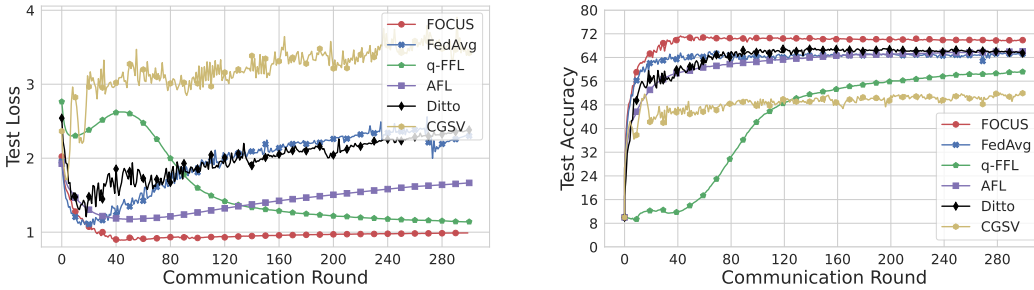 4
3
2
1
Test Loss
0 40 80 120 160 200 240 280
Communication Round
FOCUS
FedAvg
q-FFL
AFL
Ditto
CGSV
80
72
64
56
48
40
32
24
16
8
0
Test Accuracy
0 40 80 120 160 200 240 280
Communication Round
FOCUS
FedAvg
q-FFL
AFL
Ditto
CGSV